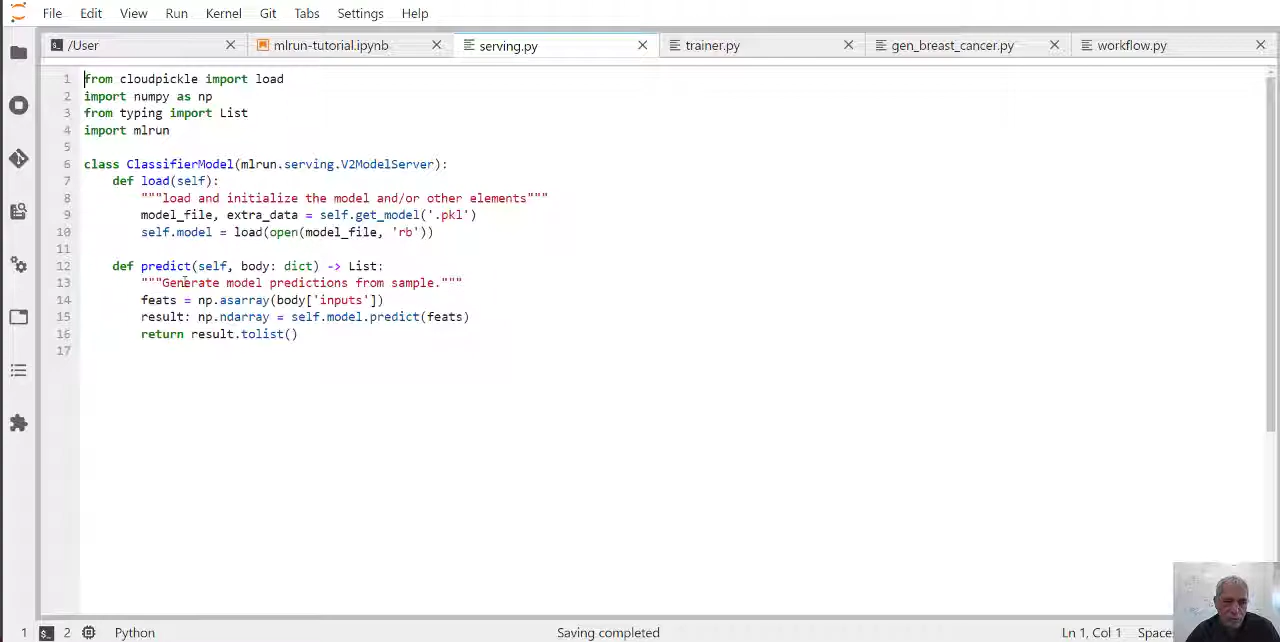 File Edit View Run Kernel Git Tabs Settings Help
/User mlrun-tutorial.ipynb serving.py trainer.py gen_breast_cancer.py workflow.py
1 from cloudpickle import load
2 import numpy as np
3 from typing import List
4 import mlrun
5
6 class ClassifierModel(mlrun.serving.V2ModelServer):
7 def load(self):
8 """load and initialize the model and/or other elements"""
9 model_file, extra_data = self.get_model('.pkl')
10 self.model = load(open(model_file, 'rb'))
11
12 def predict(self, body: dict) -> List:
13 """Generate model predictions from sample."""
14 feats = np.asarray(body['inputs'])
15 result: np.ndarray = self.model.predict(feats)
16 return result.tolist()
17
1 2 Python Saving completed Ln 1, Col 1 Space